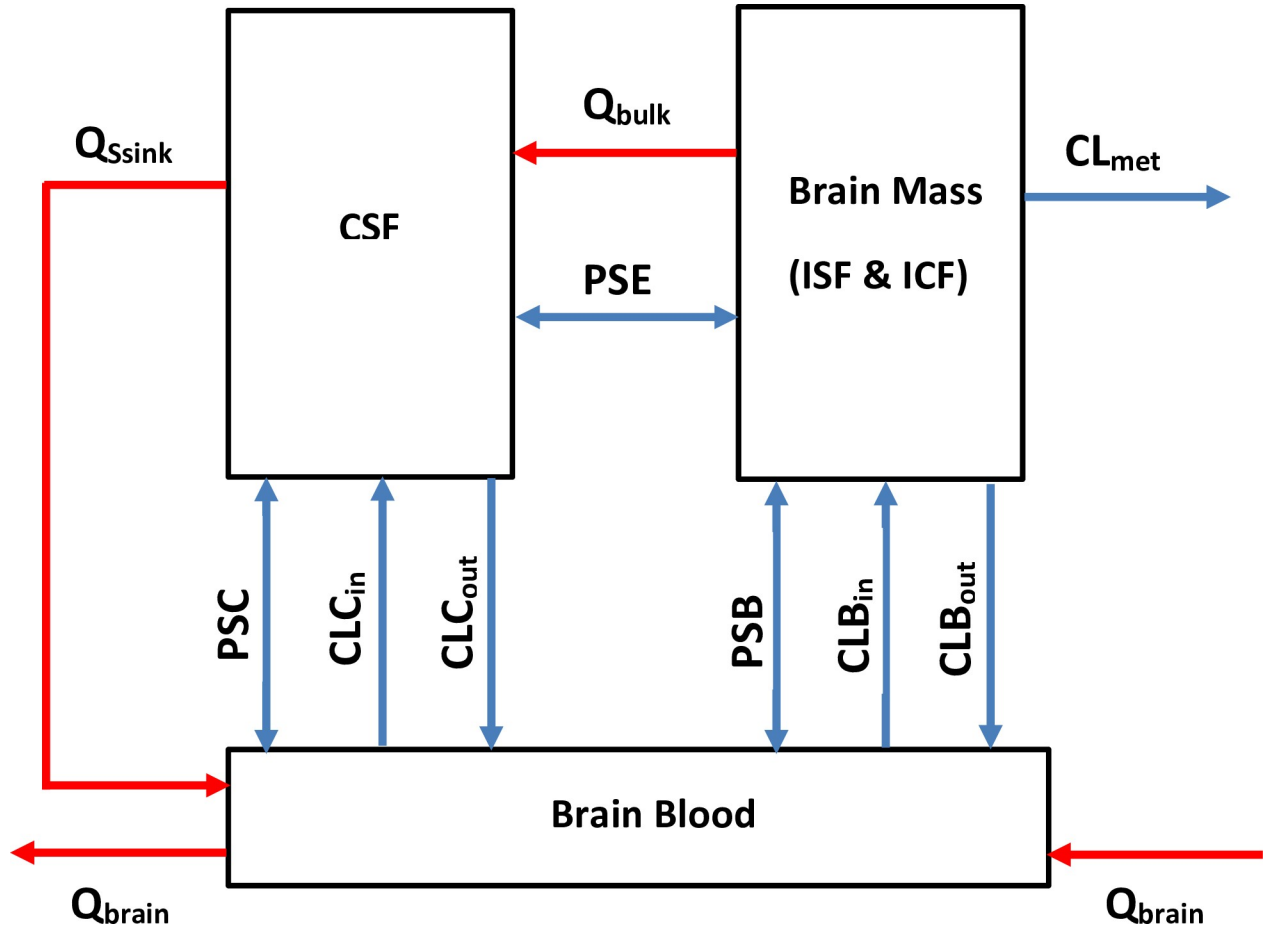 Qbulk
QSsink
CLmet
Brain Mass
CSF
(ISF & ICF)
PSE
PSC
CLCin
CLCout
PSB
CLBin
CLBout
Brain Blood
Qbrain
Qbrain